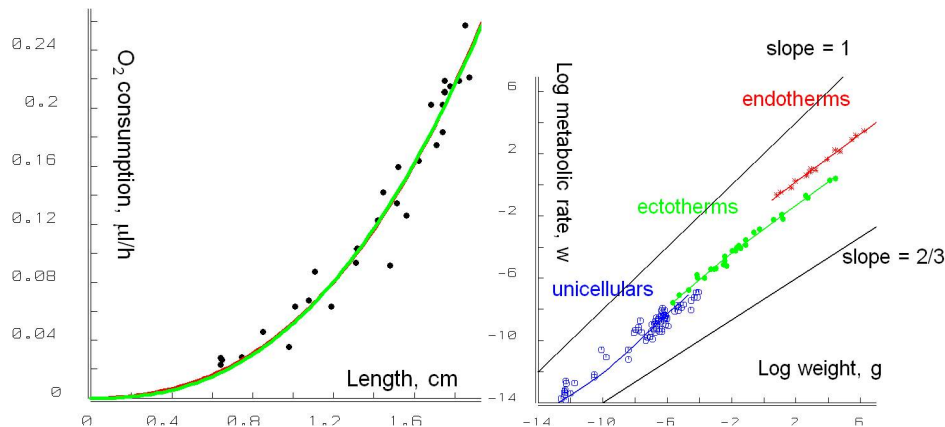 0.24
0.2
0.16
0.12
0.08
0.04
0
O2 consumption, μl/h
Length, cm
0 0.4 0.8 1.2 1.6
slope = 1
Log metabolic rate, w
6
2
-2
-6
-10
-14
endotherms
ectotherms
slope = 2/3
unicellulars
Log weight, g
-14 -10 -6 -2 2 6